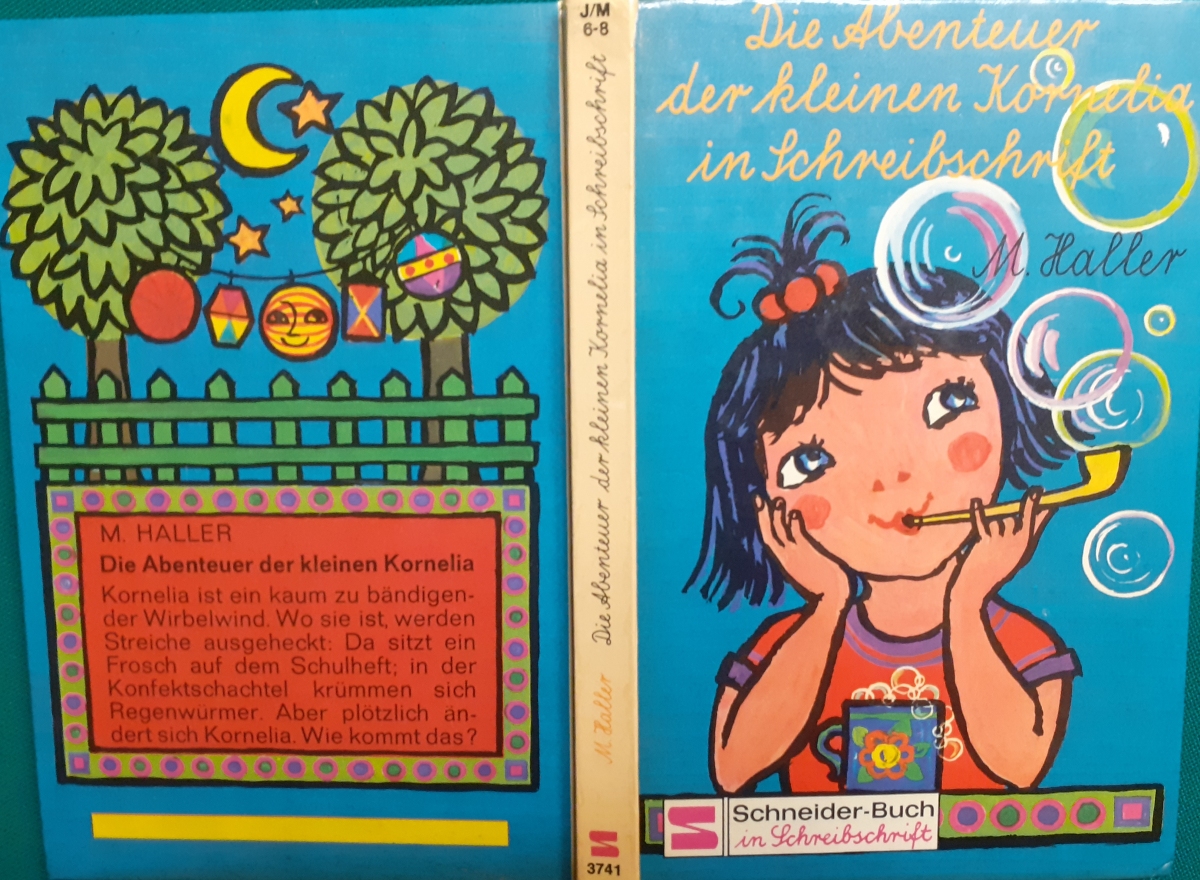 M. HALLER
Die Abenteuer der kleinen Kornelia
Kornelia ist ein kaum zu bändigen-
der Wirbelwind. Wo sie ist, werden
Streiche ausgeheckt: Da sitzt ein
Frosch auf dem Schulheft; in der
Konfektschachtel krümmen sich
Regenwürmer. Aber plötzlich än-
dert sich Kornelia. Wie kommt das?
J/M
6-8
M. Haller Die Abenteuer der kleinen Kornelia in Schreibschrift
3741
Die Abenteuer
der kleinen Kornelia
in Schreibschrift
M. Haller
Schneider-Buch
in Schreibschrift